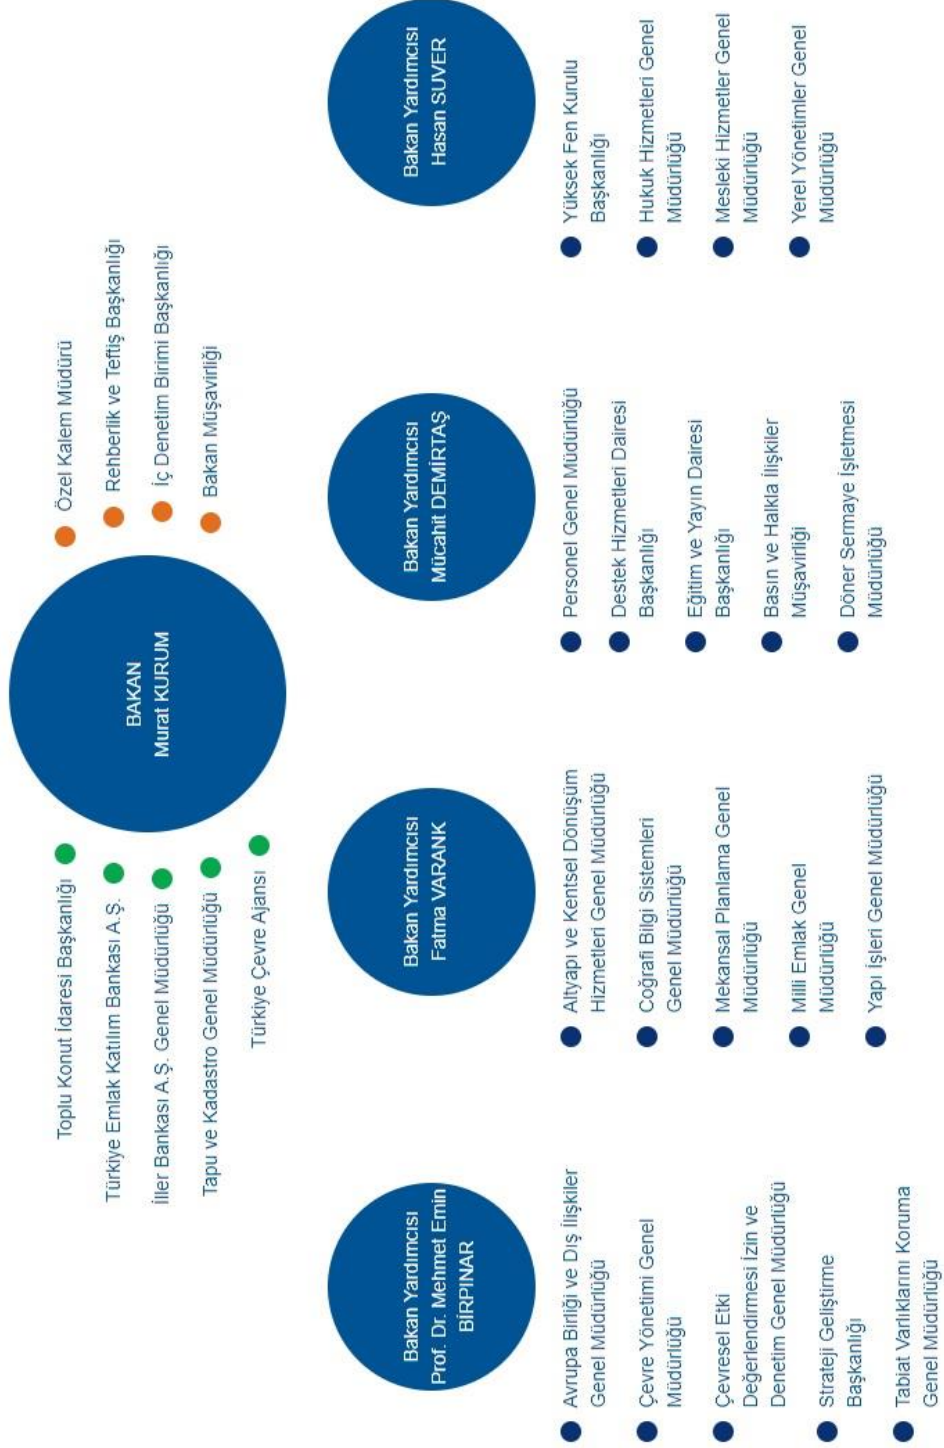 BAKAN
Murat KURUM
Toplu Konut İdaresi Başkanlığı
Türkiye Emlak Katılım Bankası A.Ş.
İller Bankası A.Ş. Genel Müdürlüğü
Tapu ve Kadastro Genel Müdürlüğü
Türkiye Çevre Ajansı
Özel Kalem Müdürü
Rehberlik ve Teftiş Başkanlığı
İç Denetim Birimi Başkanlığı
Bakan Müşavirliği
Bakan Yardımcısı
Prof. Dr. Mehmet Emin
BİRPINAR
Avrupa Birliği ve Dış İlişkiler
Genel Müdürlüğü
Çevre Yönetimi Genel
Müdürlüğü
Çevresel Etki
Değerlendirmesi İzin ve
Denetim Genel Müdürlüğü
Strateji Geliştirme
Başkanlığı
Tabiat Varlıklarını Koruma
Genel Müdürlüğü
Bakan Yardımcısı
Fatma VARANK
Altyapı ve Kentsel Dönüşüm
Hizmetleri Genel Müdürlüğü
Coğrafi Bilgi Sistemleri
Genel Müdürlüğü
Mekansal Planlama Genel
Müdürlüğü
Milli Emlak Genel
Müdürlüğü
Yapı İşleri Genel Müdürlüğü
Bakan Yardımcısı
Mücahit DEMİRTAŞ
Personel Genel Müdürlüğü
Destek Hizmetleri Dairesi
Başkanlığı
Eğitim ve Yayın Dairesi
Başkanlığı
Basın ve Halkla İlişkiler
Müşavirliği
Döner Sermaye İşletmesi
Müdürlüğü
Bakan Yardımcısı
Hasan SUVER
Yüksek Fen Kurulu
Başkanlığı
Hukuk Hizmetleri Genel
Müdürlüğü
Mesleki Hizmetler Genel
Müdürlüğü
Yerel Yönetimler Genel
Müdürlüğü